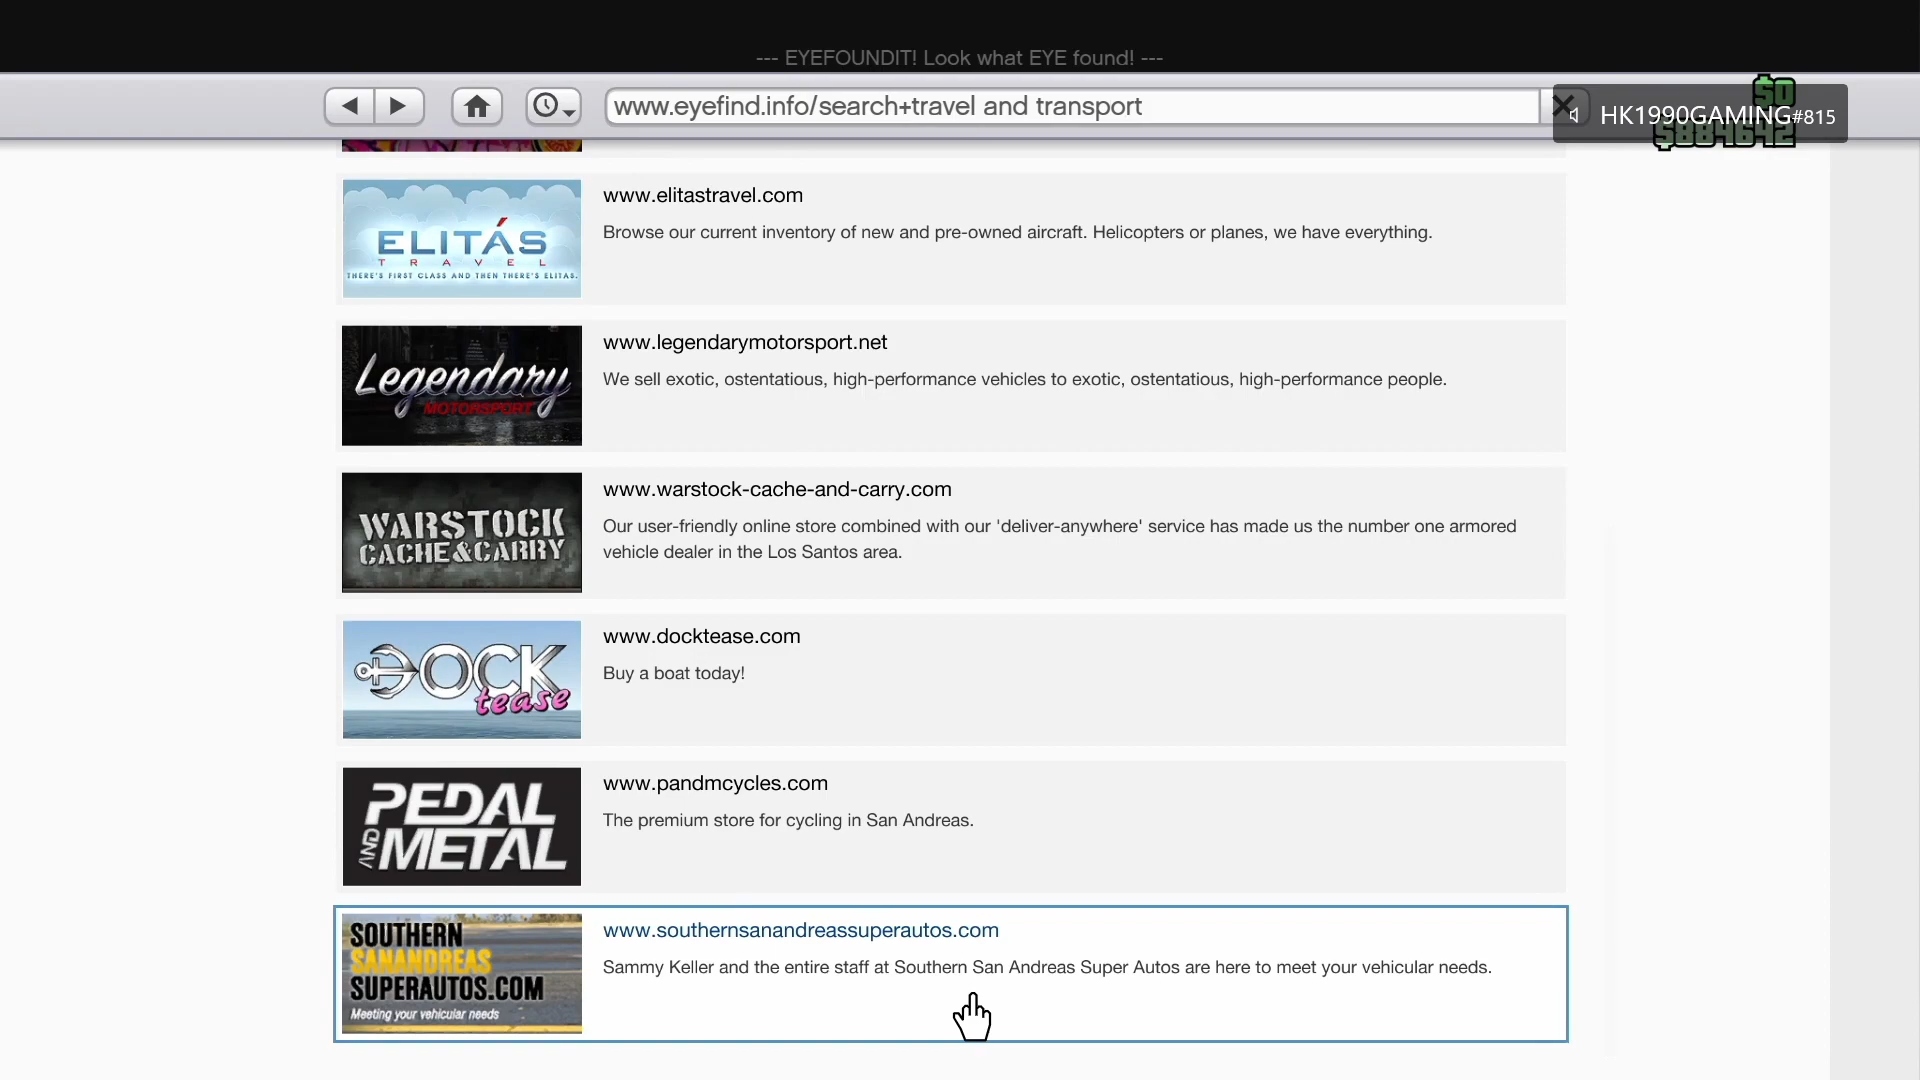 --- EYEFOUNDIT! Look what EYE found! ---
www.eyefind.info/search+travel and transport
$0
HK1990GAMING#815
$884642
ELITÁS
TRAVEL
THERE'S FIRST CLASS AND THEN THERE'S ELITAS.
www.elitastravel.com
Browse our current inventory of new and pre-owned aircraft. Helicopters or planes, we have everything.
Legendary
MOTORSPORT
www.legendarymotorsport.net
We sell exotic, ostentatious, high-performance vehicles to exotic, ostentatious, high-performance people.
WARSTOCK
CACHE&CARRY
www.warstock-cache-and-carry.com
Our user-friendly online store combined with our 'deliver-anywhere' service has made us the number one armored
vehicle dealer in the Los Santos area.
DOCK
tease
www.docktease.com
Buy a boat today!
PEDAL
AND METAL
www.pandmcycles.com
The premium store for cycling in San Andreas.
SOUTHERN
SANANDREAS
SUPERAUTOS.COM
Meeting your vehicular needs
www.southernsanandreassuperautos.com
Sammy Keller and the entire staff at Southern San Andreas Super Autos are here to meet your vehicular needs.